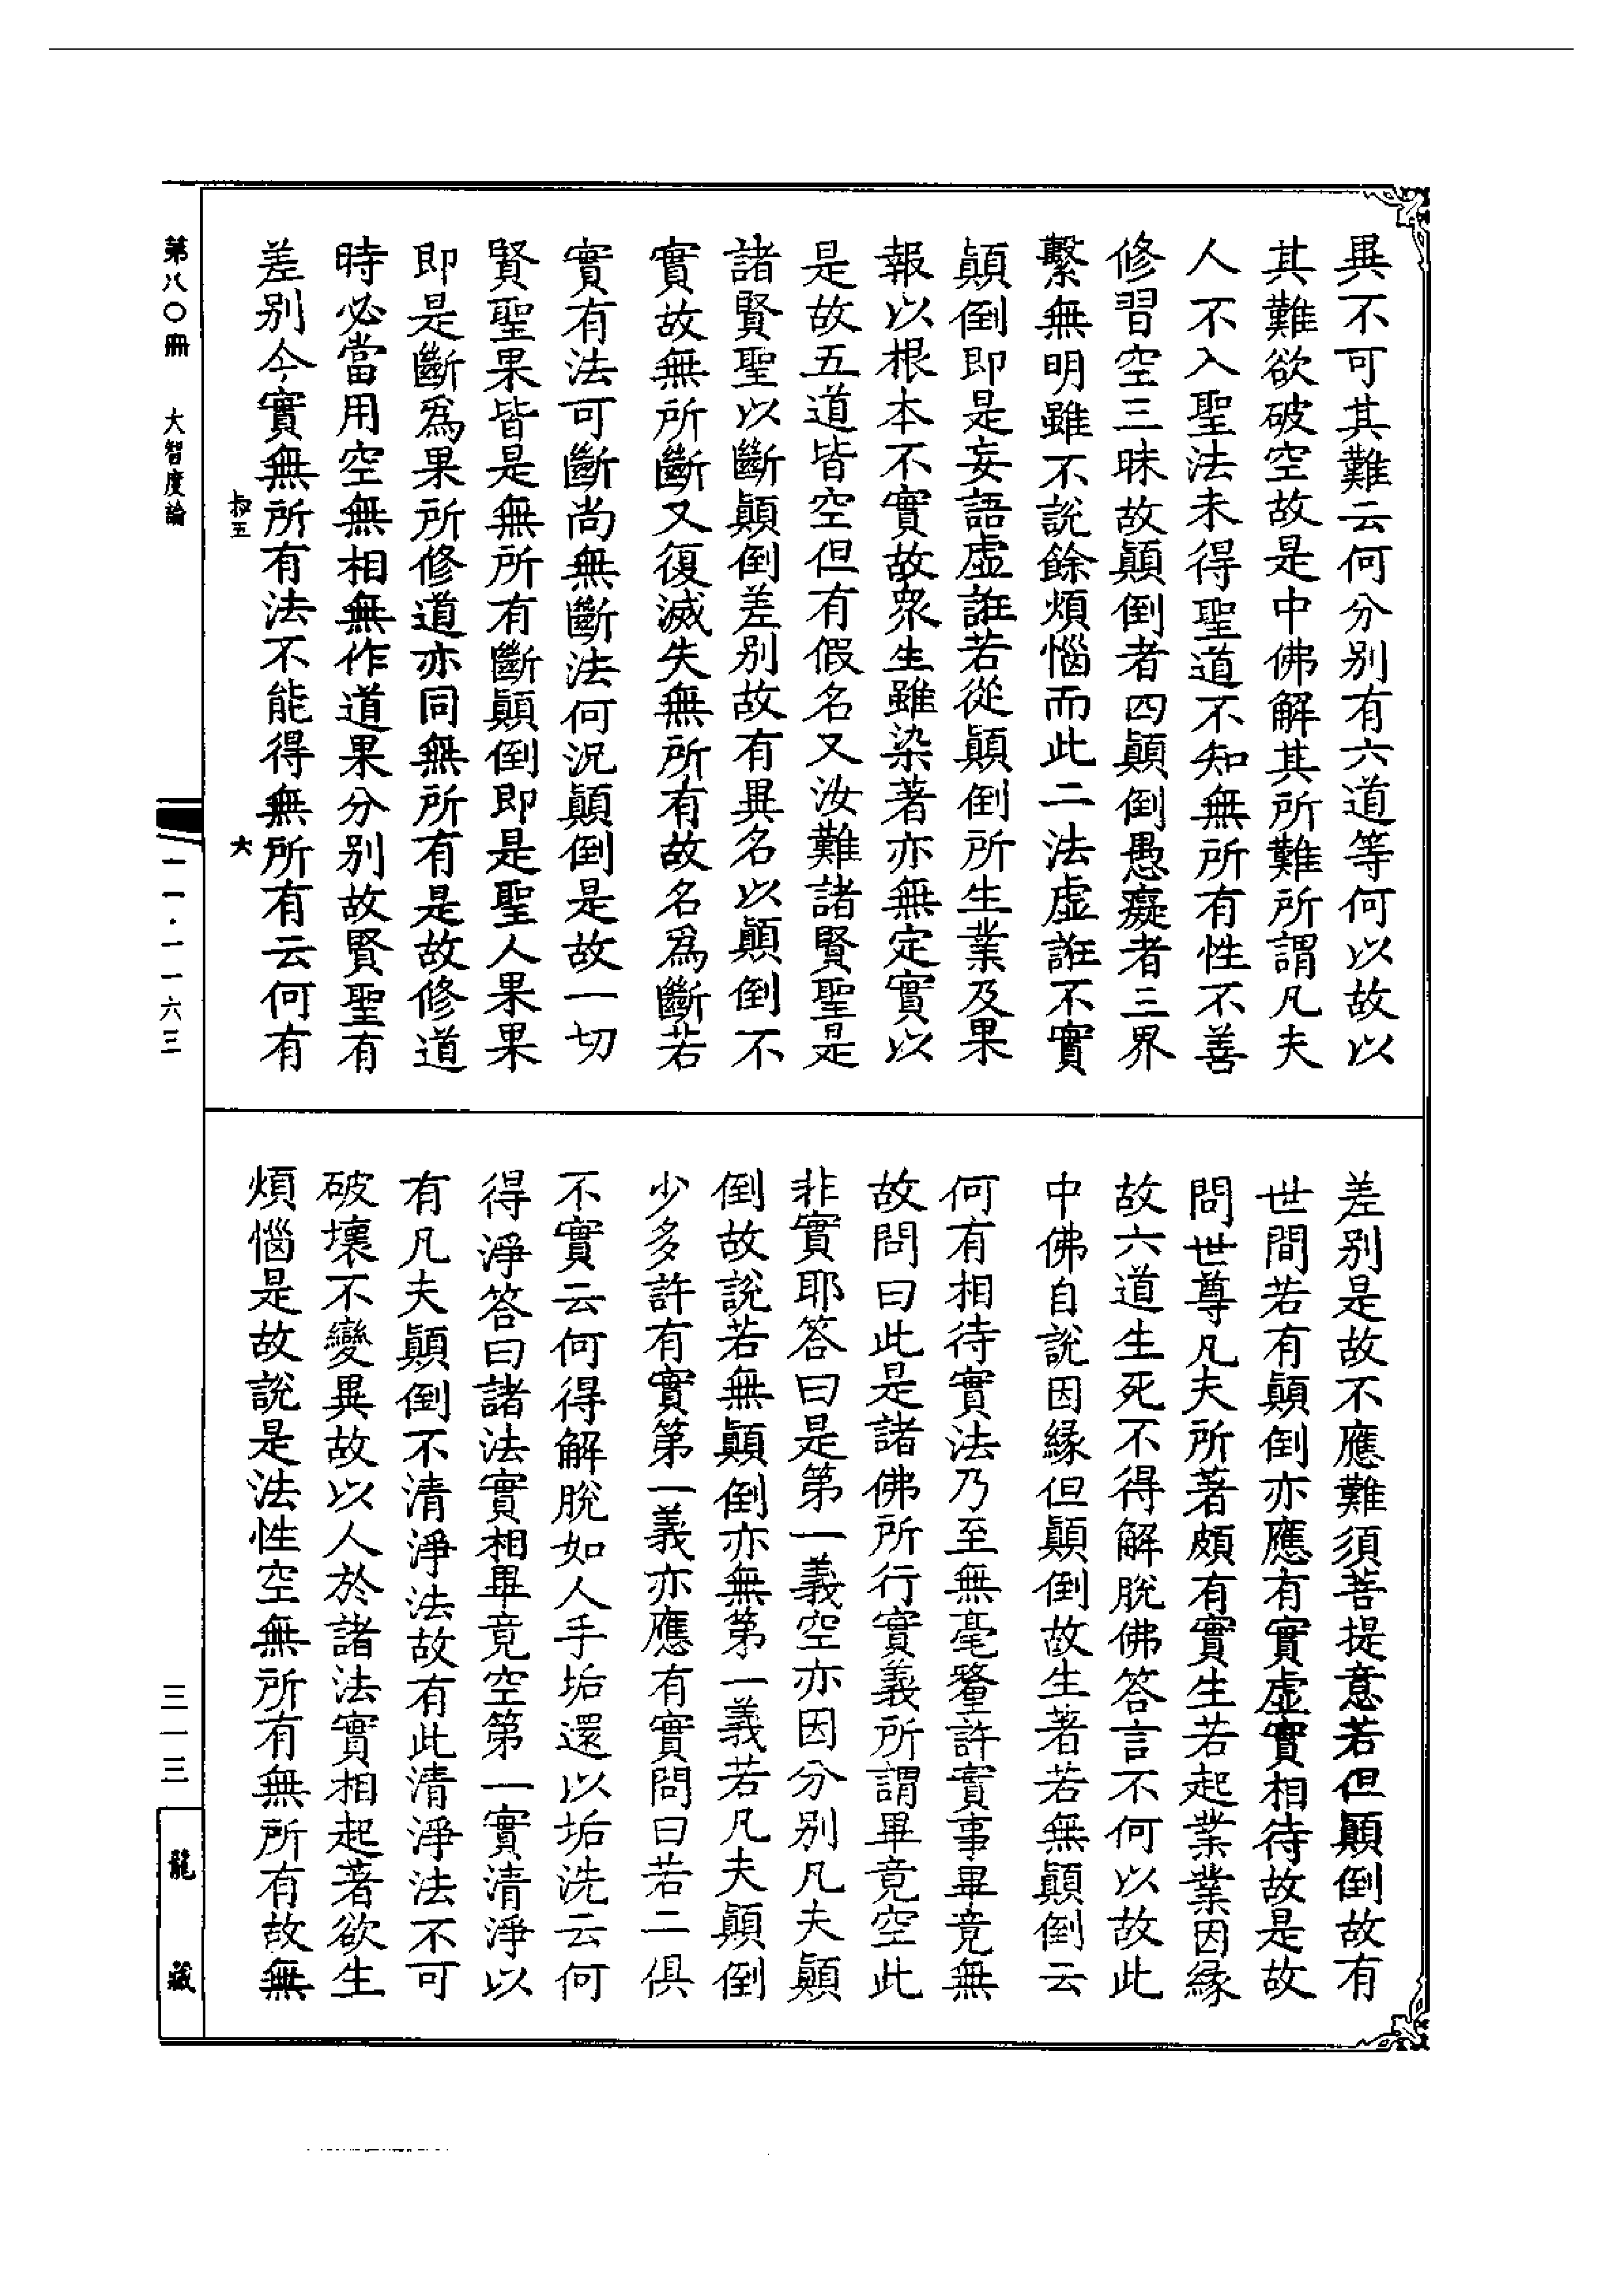 異不可其難云何分別有六道等何以故以
其難欲破空故是中佛解其所難所謂凡夫
人不入聖法未得聖道不知無所有性不善
修習空三昧故顛倒者四顛倒愚癡者三界
繫無明雖不說餘煩惱而此二法虛誑不實
顛倒即是妄語虛誑若從顛倒所生業及果
報以根本不實故衆生雖染著亦無定實以
是故五道皆空但有假名又汝難諸賢聖是
諸賢聖以斷顛倒差別故有異名以顛倒不
實故無所斷又復滅失無所有故名為斷若
實有法可斷尚無斷法何況顛倒是故一切
賢聖果皆是無所有斷顛倒即是聖人果果
即是斷為果所修道亦同無所有是故修道
時必當用空無相無作道果分別故賢聖有
差別今實無所有法不能得無所有云何有
叔五
六
差別是故不應難須菩提意若但顛倒故有
世間若有顛倒亦應有實虛實相待故是故
問世尊凡夫所著頗有實生若起業業因緣
故六道生死不得解脫佛答言不何以故此
中佛自說因緣但顛倒故生著若無顛倒云
何有相待實法乃至無毫釐許實事畢竟無
故問曰此是諸佛所行實義所謂畢竟空此
非實耶答曰是第一義空亦因分別凡夫顛
倒故說若無顛倒亦無第一義若凡夫顛倒
少多許有實第一義亦應有實問曰若二俱
不實云何得解脫如人手垢還以垢洗云何
得淨答曰諸法實相畢竟空第一實清淨以
有凡夫顛倒不清淨法故有此清淨法不可
破壞不變異故以人於諸法實相起著欲生
煩惱是故說是法性空無所有無所有故無
第八〇冊 大智度論
一一·一一六三
三一三
龍藏